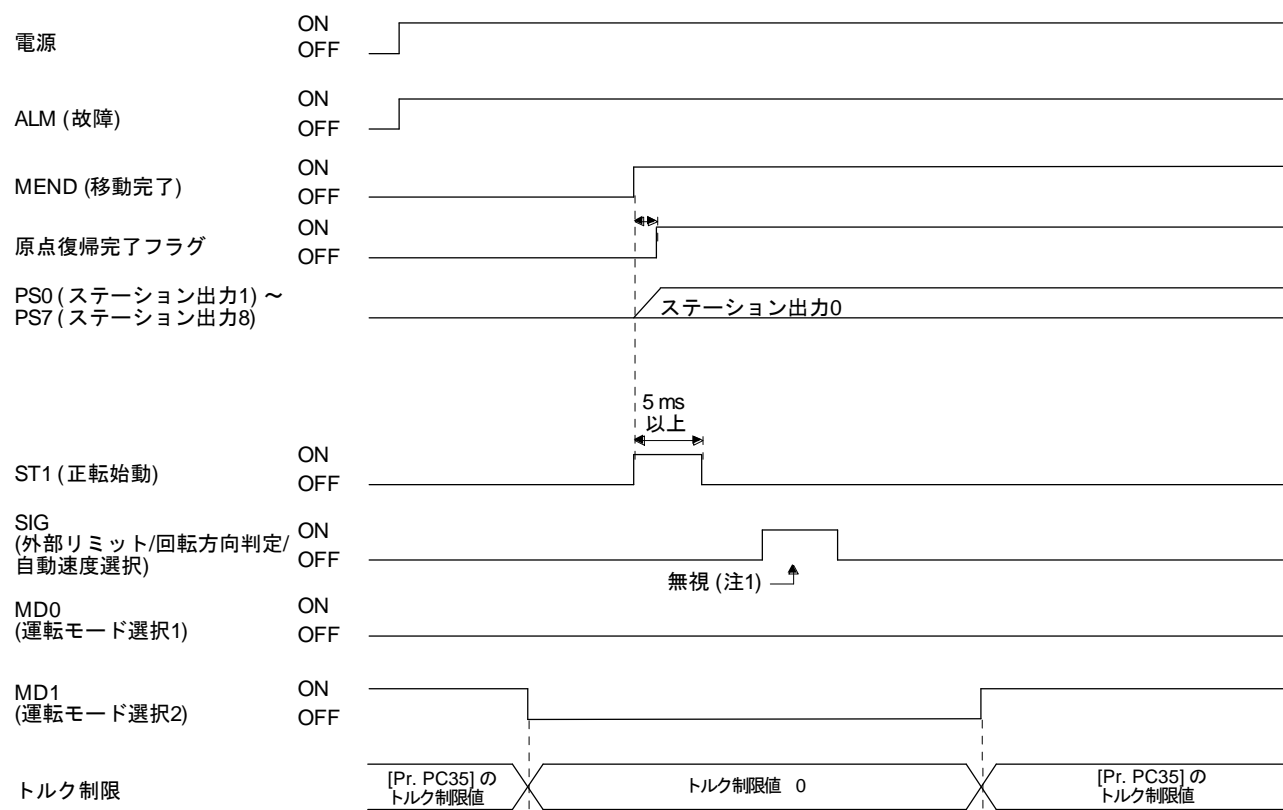 電源
ON
OFF
ALM (故障)
ON
OFF
MEND (移動完了)
ON
OFF
原点復帰完了フラグ
ON
OFF
PS0 (ステーション出力1) ～
PS7 (ステーション出力8)
ステーション出力0
5 ms
以上
ST1 (正転始動)
ON
OFF
SIG
(外部リミット/回転方向判定/
自動速度選択)
ON
OFF
無視 (注1)
MD0
(運転モード選択1)
ON
OFF
MD1
(運転モード選択2)
ON
OFF
トルク制限
[Pr. PC35] の
トルク制限値
トルク制限値 0
[Pr. PC35] の
トルク制限値